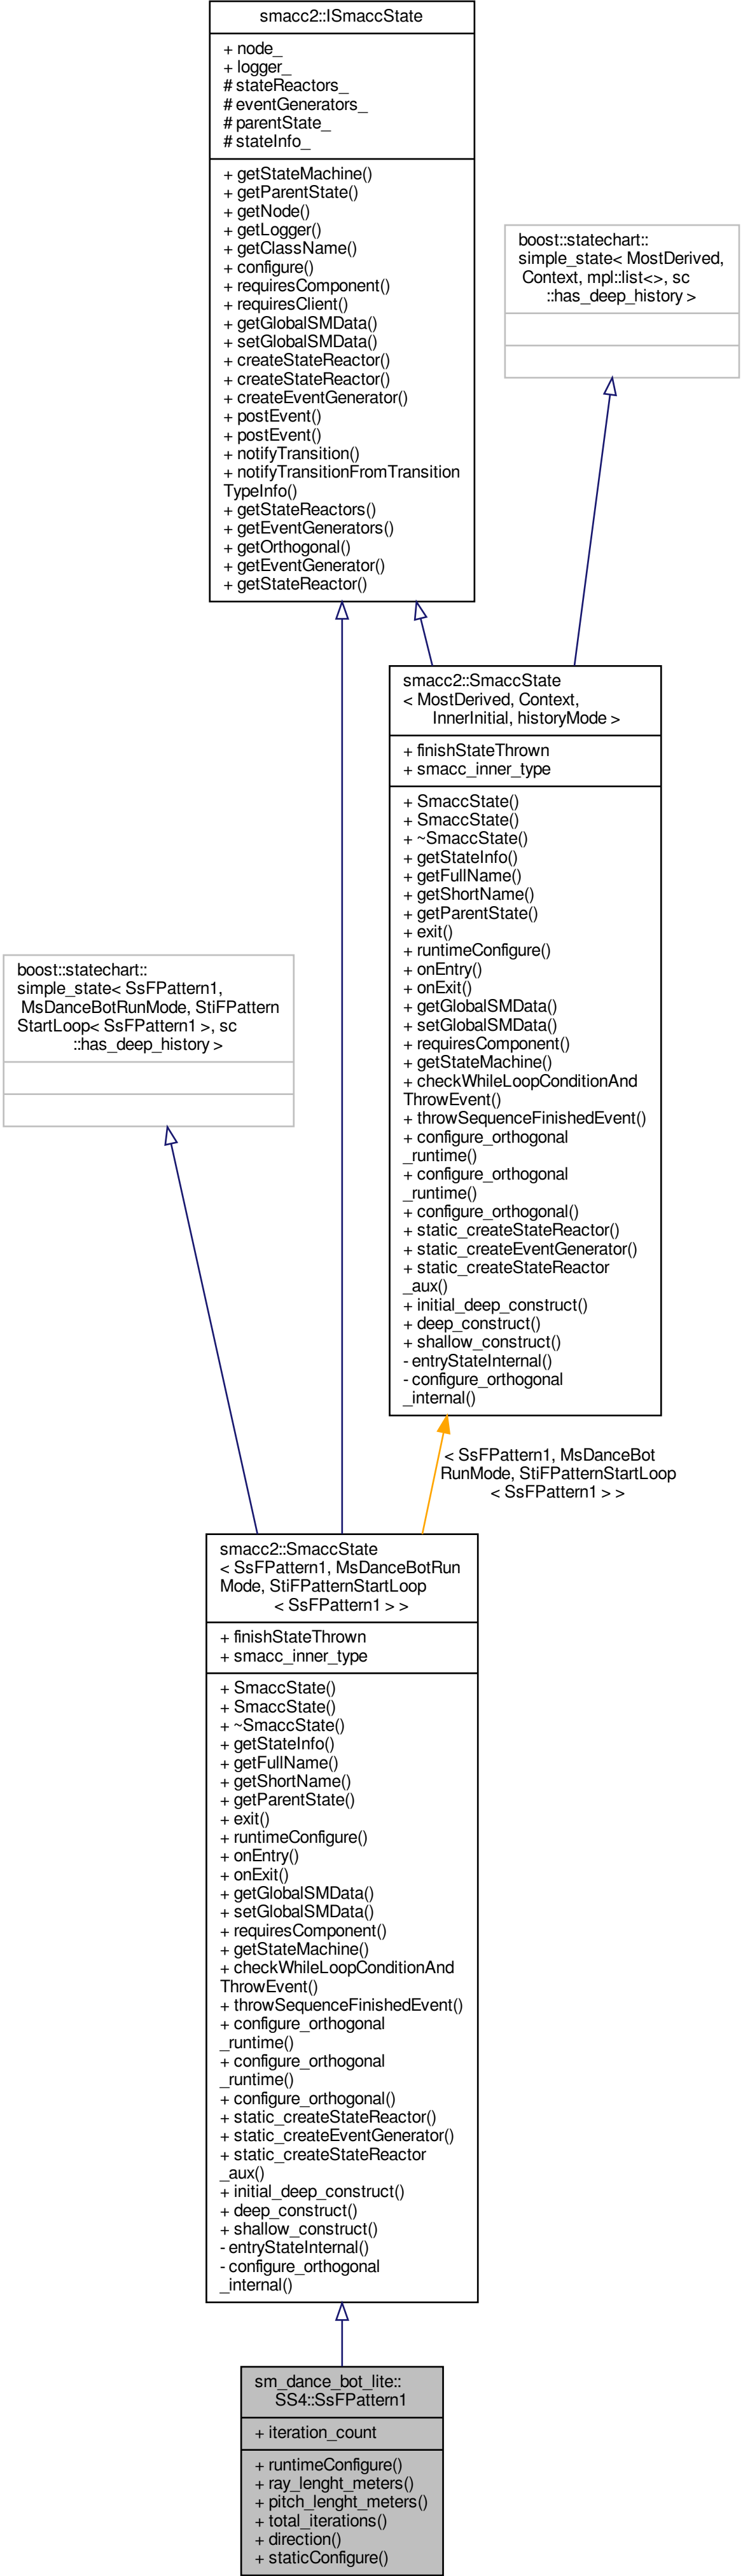 smacc2::ISmaccState
+ node_
+ logger_
# stateReactors_
# eventGenerators_
# parentState_
# stateInfo_
+ getStateMachine()
+ getParentState()
+ getNode()
+ getLogger()
+ getClassName()
+ configure()
+ requiresComponent()
+ requiresClient()
+ getGlobalSMData()
+ setGlobalSMData()
+ createStateReactor()
+ createStateReactor()
+ createEventGenerator()
+ postEvent()
+ postEvent()
+ notifyTransition()
+ notifyTransitionFromTransition
TypeInfo()
+ getStateReactors()
+ getEventGenerators()
+ getOrthogonal()
+ getEventGenerator()
+ getStateReactor()
boost::statechart::
simple_state< MostDerived,
Context, mpl::list<>, sc
::has_deep_history >
smacc2::SmaccState
< MostDerived, Context,
InnerInitial, historyMode >
+ finishStateThrown
+ smacc_inner_type
+ SmaccState()
+ SmaccState()
+ ~SmaccState()
+ getStateInfo()
+ getFullName()
+ getShortName()
+ getParentState()
+ exit()
+ runtimeConfigure()
+ onEntry()
+ onExit()
+ getGlobalSMData()
+ setGlobalSMData()
+ requiresComponent()
+ getStateMachine()
+ checkWhileLoopConditionAnd
ThrowEvent()
+ throwSequenceFinishedEvent()
+ configure_orthogonal
_runtime()
+ configure_orthogonal
_runtime()
+ configure_orthogonal()
+ static_createStateReactor()
+ static_createEventGenerator()
+ static_createStateReactor
_aux()
+ initial_deep_construct()
+ deep_construct()
+ shallow_construct()
- entryStateInternal()
- configure_orthogonal
_internal()
boost::statechart::
simple_state< SsFPattern1,
MsDanceBotRunMode, StiFPattern
StartLoop< SsFPattern1 >, sc
::has_deep_history >
< SsFPattern1, MsDanceBot
RunMode, StiFPatternStartLoop
< SsFPattern1 > >
smacc2::SmaccState
< SsFPattern1, MsDanceBotRun
Mode, StiFPatternStartLoop
< SsFPattern1 > >
+ finishStateThrown
+ smacc_inner_type
+ SmaccState()
+ SmaccState()
+ ~SmaccState()
+ getStateInfo()
+ getFullName()
+ getShortName()
+ getParentState()
+ exit()
+ runtimeConfigure()
+ onEntry()
+ onExit()
+ getGlobalSMData()
+ setGlobalSMData()
+ requiresComponent()
+ getStateMachine()
+ checkWhileLoopConditionAnd
ThrowEvent()
+ throwSequenceFinishedEvent()
+ configure_orthogonal
_runtime()
+ configure_orthogonal
_runtime()
+ configure_orthogonal()
+ static_createStateReactor()
+ static_createEventGenerator()
+ static_createStateReactor
_aux()
+ initial_deep_construct()
+ deep_construct()
+ shallow_construct()
- entryStateInternal()
- configure_orthogonal
_internal()
sm_dance_bot_lite::
SS4::SsFPattern1
+ iteration_count
+ runtimeConfigure()
+ ray_lenght_meters()
+ pitch_lenght_meters()
+ total_iterations()
+ direction()
+ staticConfigure()